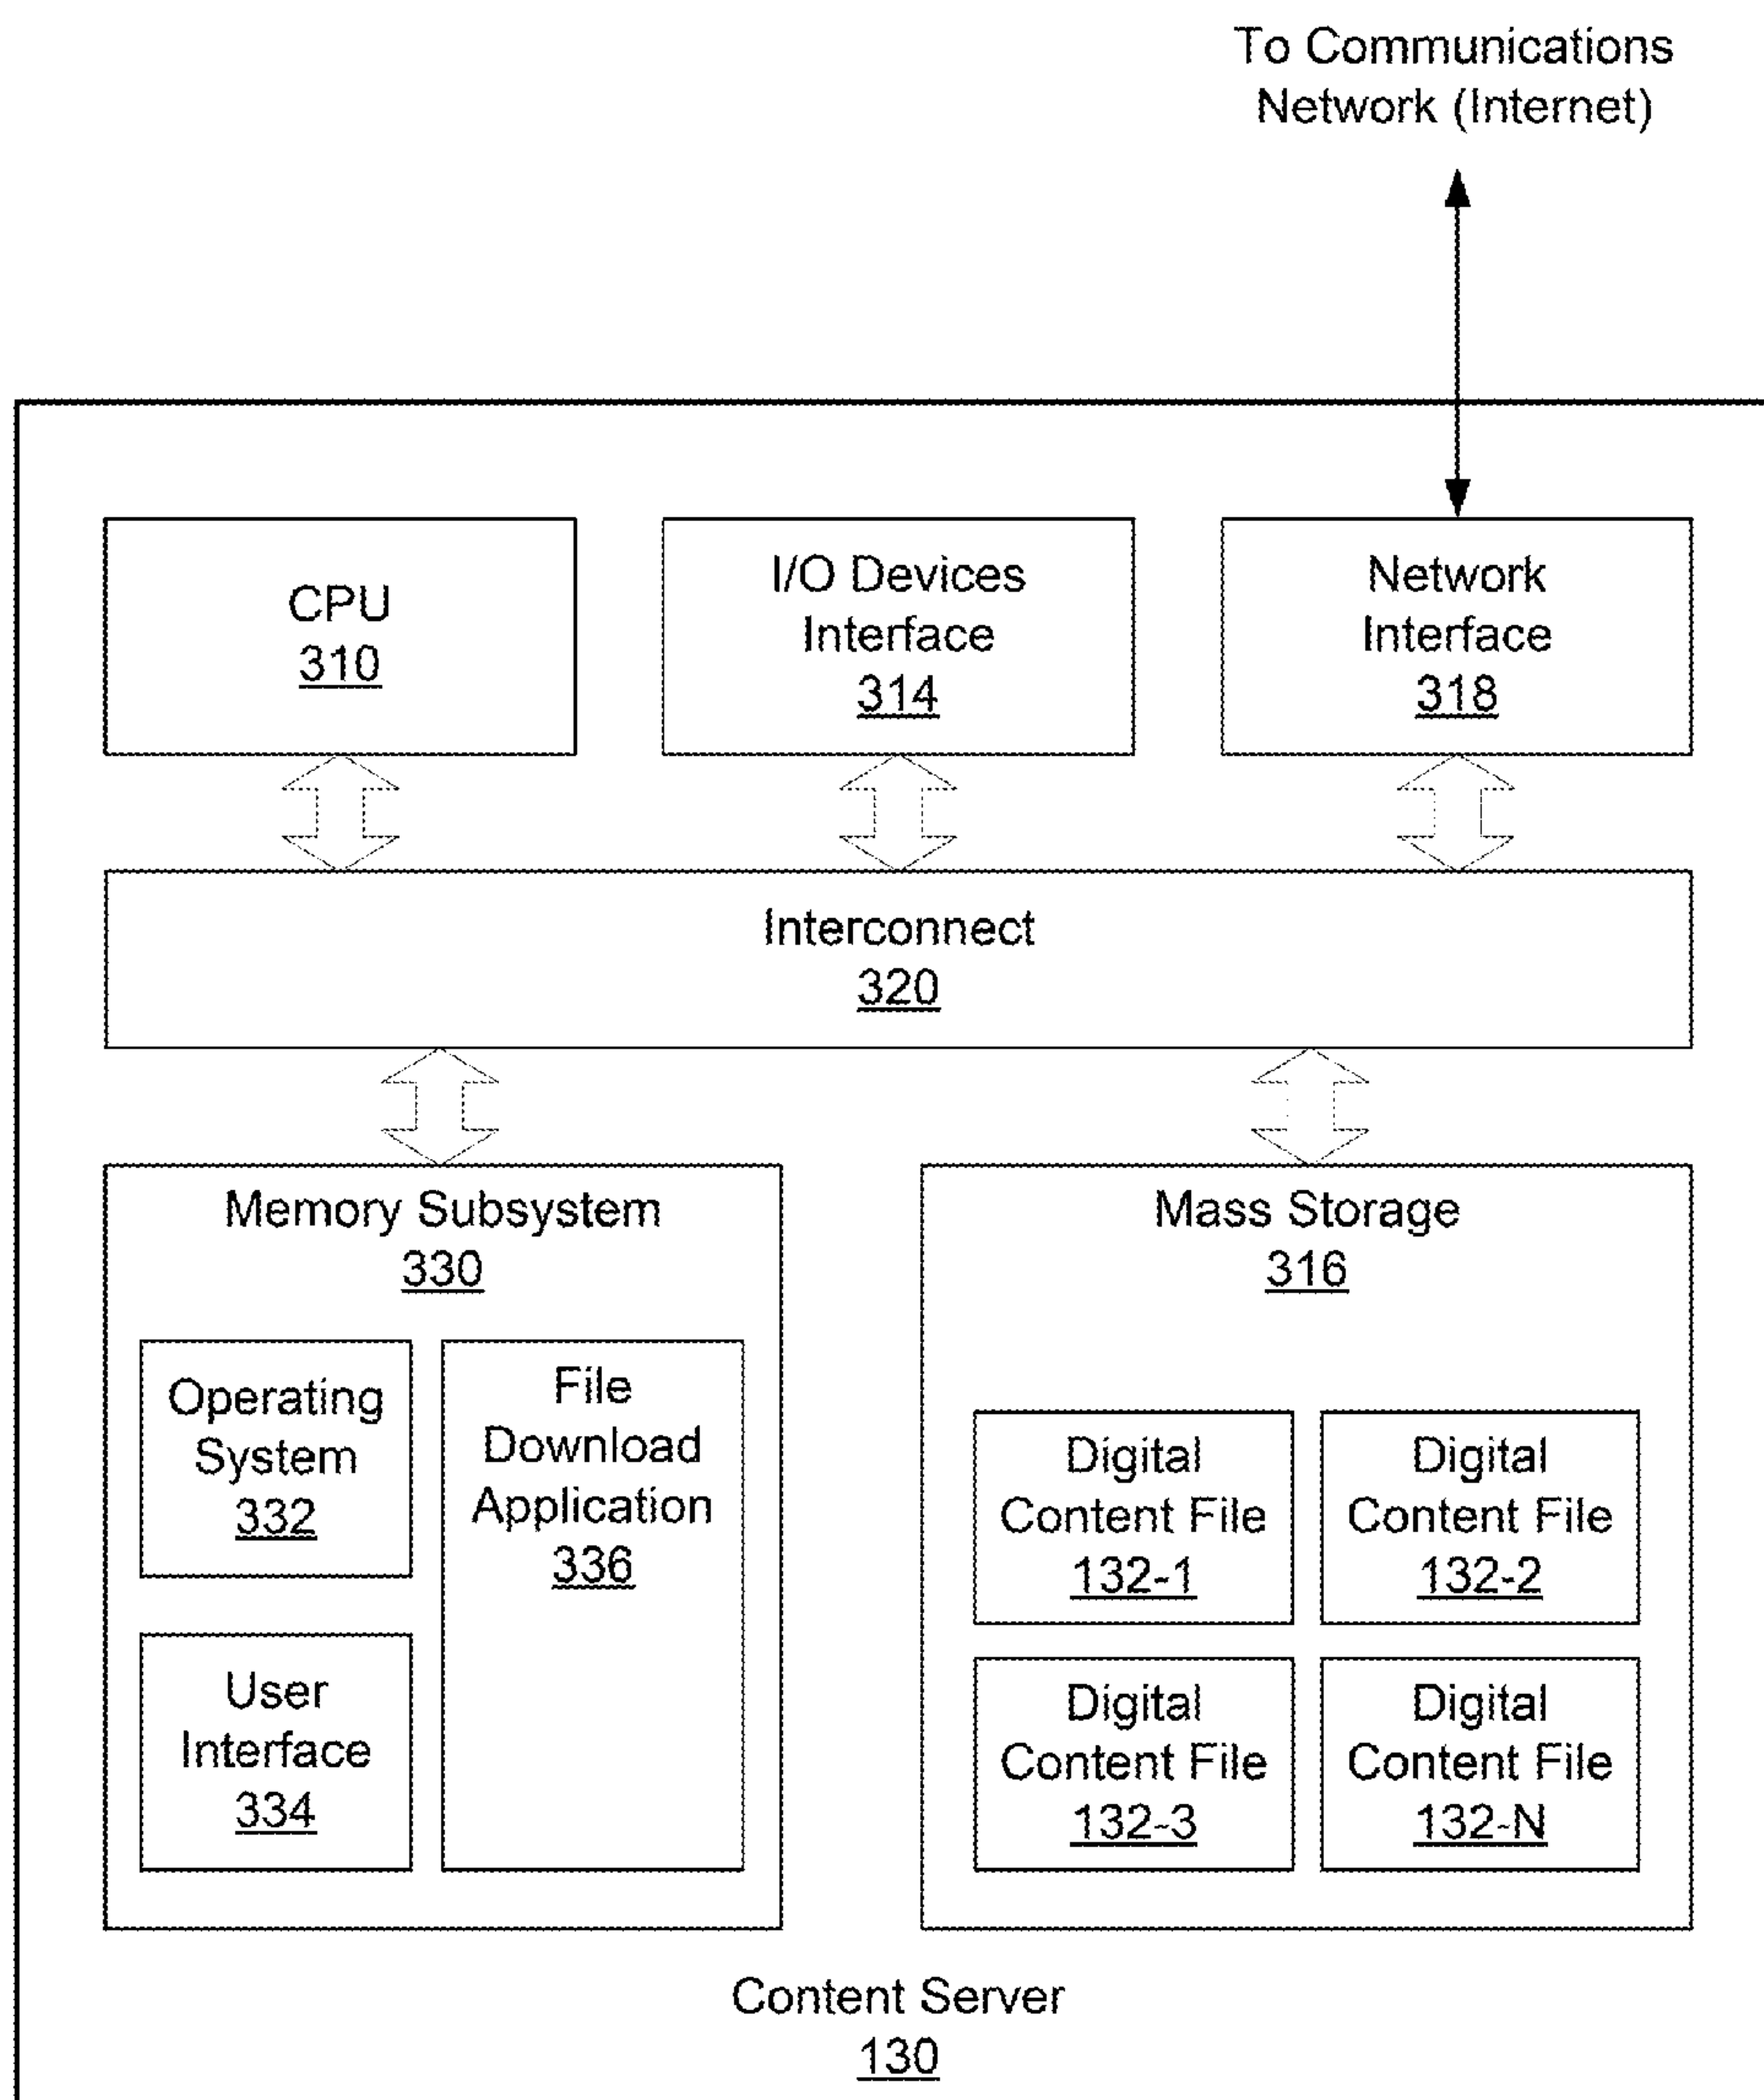 To Communications
Network (Internet)
CPU
310
I/O Devices
Interface
314
Network
Interface
318
Interconnect
320
Memory Subsystem
330
Operating
System
332
User
Interface
334
File
Download
Application
336
Mass Storage
316
Digital
Content File
132-1
Digital
Content File
132-2
Digital
Content File
132-3
Digital
Content File
132-N
Content Server
130